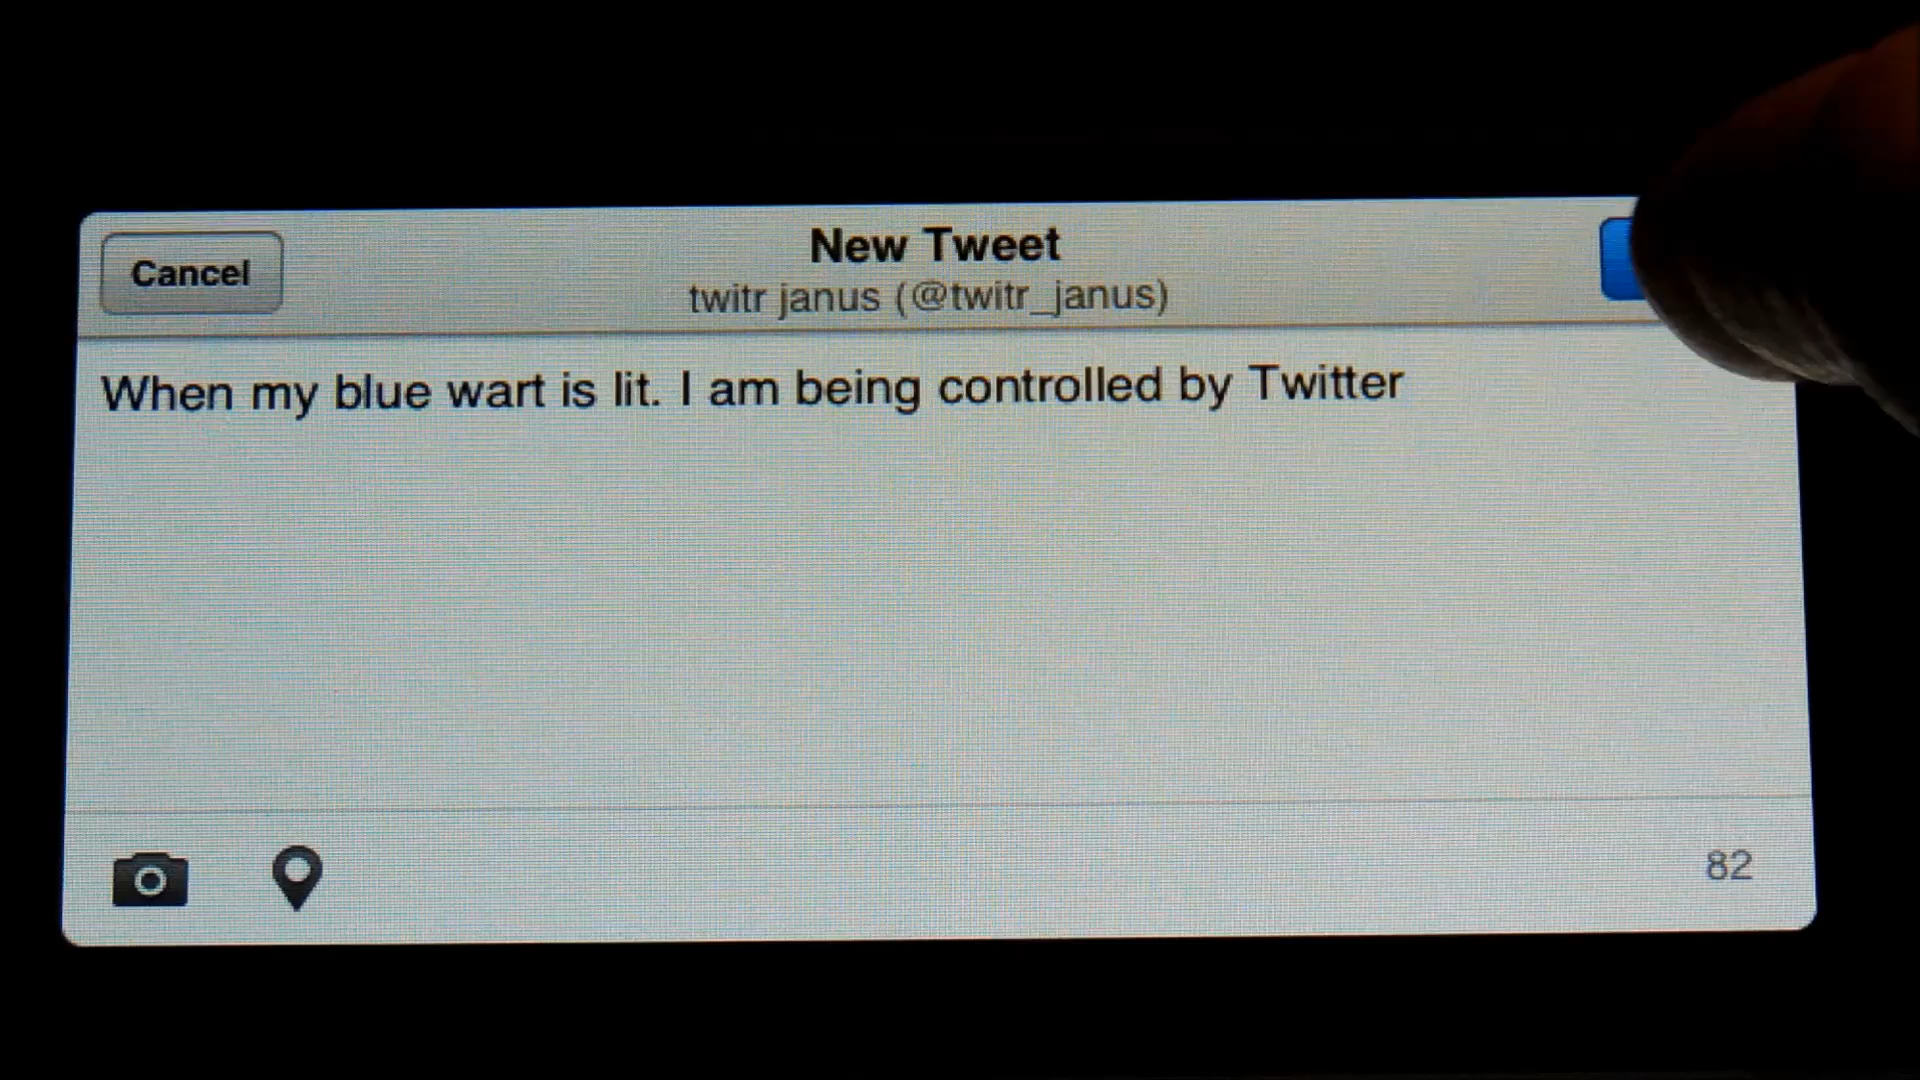 Cancel
New Tweet
twitr janus (@twitr_janus)
When my blue wart is lit. I am being controlled by Twitter
82